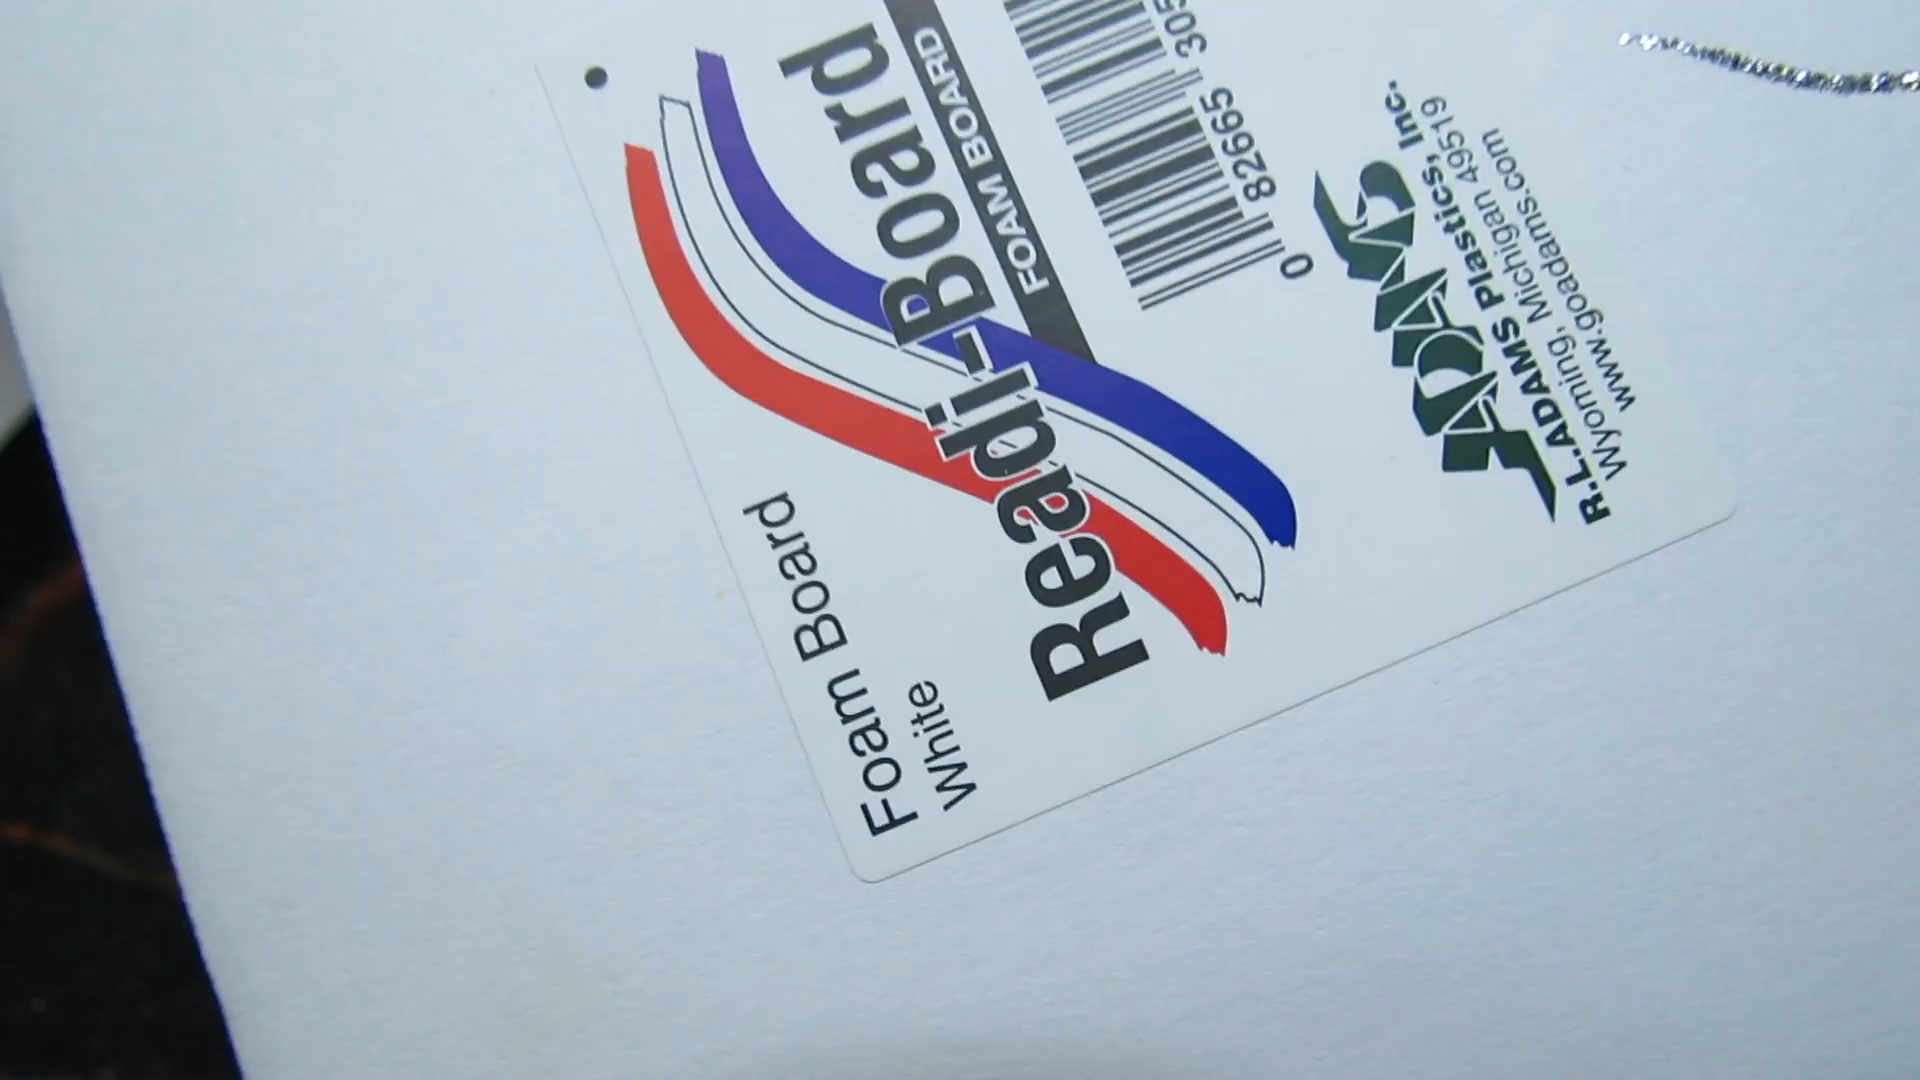 Foam Board
White
Readi-Board
FOAM BOARD
0 82665 305
ADAMS
R.L.ADAMS Plastics, Inc.
Wyoming, Michigan 49519
www.goadams.com